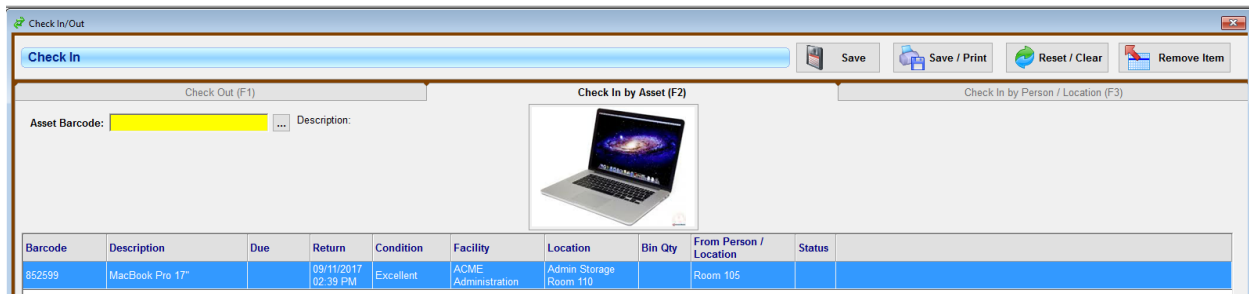 Check In/Out
Check In
Save
Save / Print
Reset / Clear
Remove Item
Check Out (F1)
Check In by Asset (F2)
Check In by Person / Location (F3)
Asset Barcode:
...
Description:
Barcode
Description
Due
Return
Condition
Facility
Location
Bin Qty
From Person /
Location
Status
852599
MacBook Pro 17"
09/11/2017
02:39 PM
Excellent
ACME
Administration
Admin Storage
Room 110
Room 105